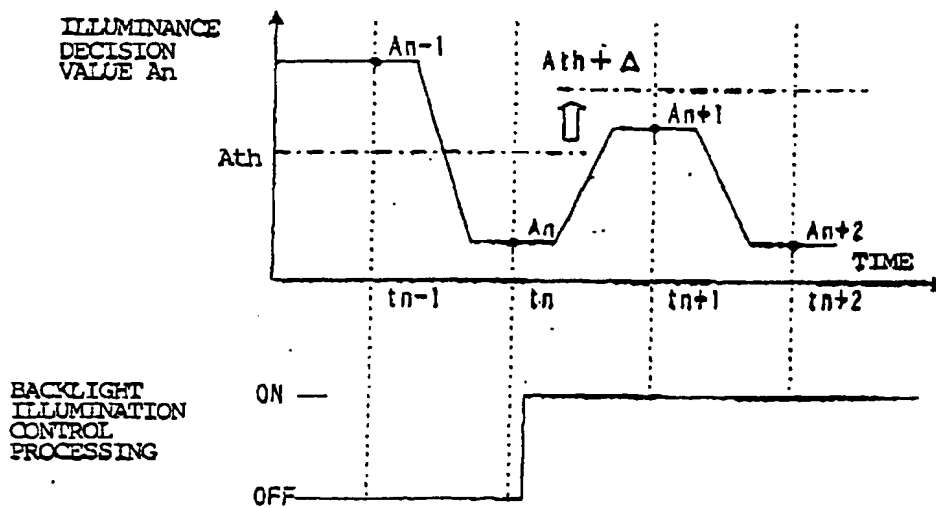 ILLUMINANCE
DECISION
VALUE An
An-1
Ath + Δ
An+1
Ath
An
An+2
TIME
tn-1 tn tn+1 tn+2
BACKLIGHT
ILLUMINATION
CONTROL
PROCESSING
ON
OFF